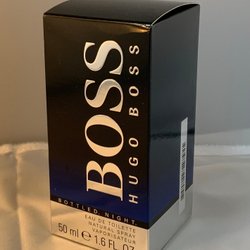 BOSS
HUGO BOSS
BOTTLED.NIGHT.
EAU DE TOILETTE
NATURAL SPRAY
VAPORISATEUR
50 ml ℮ 1.6 FL.OZ